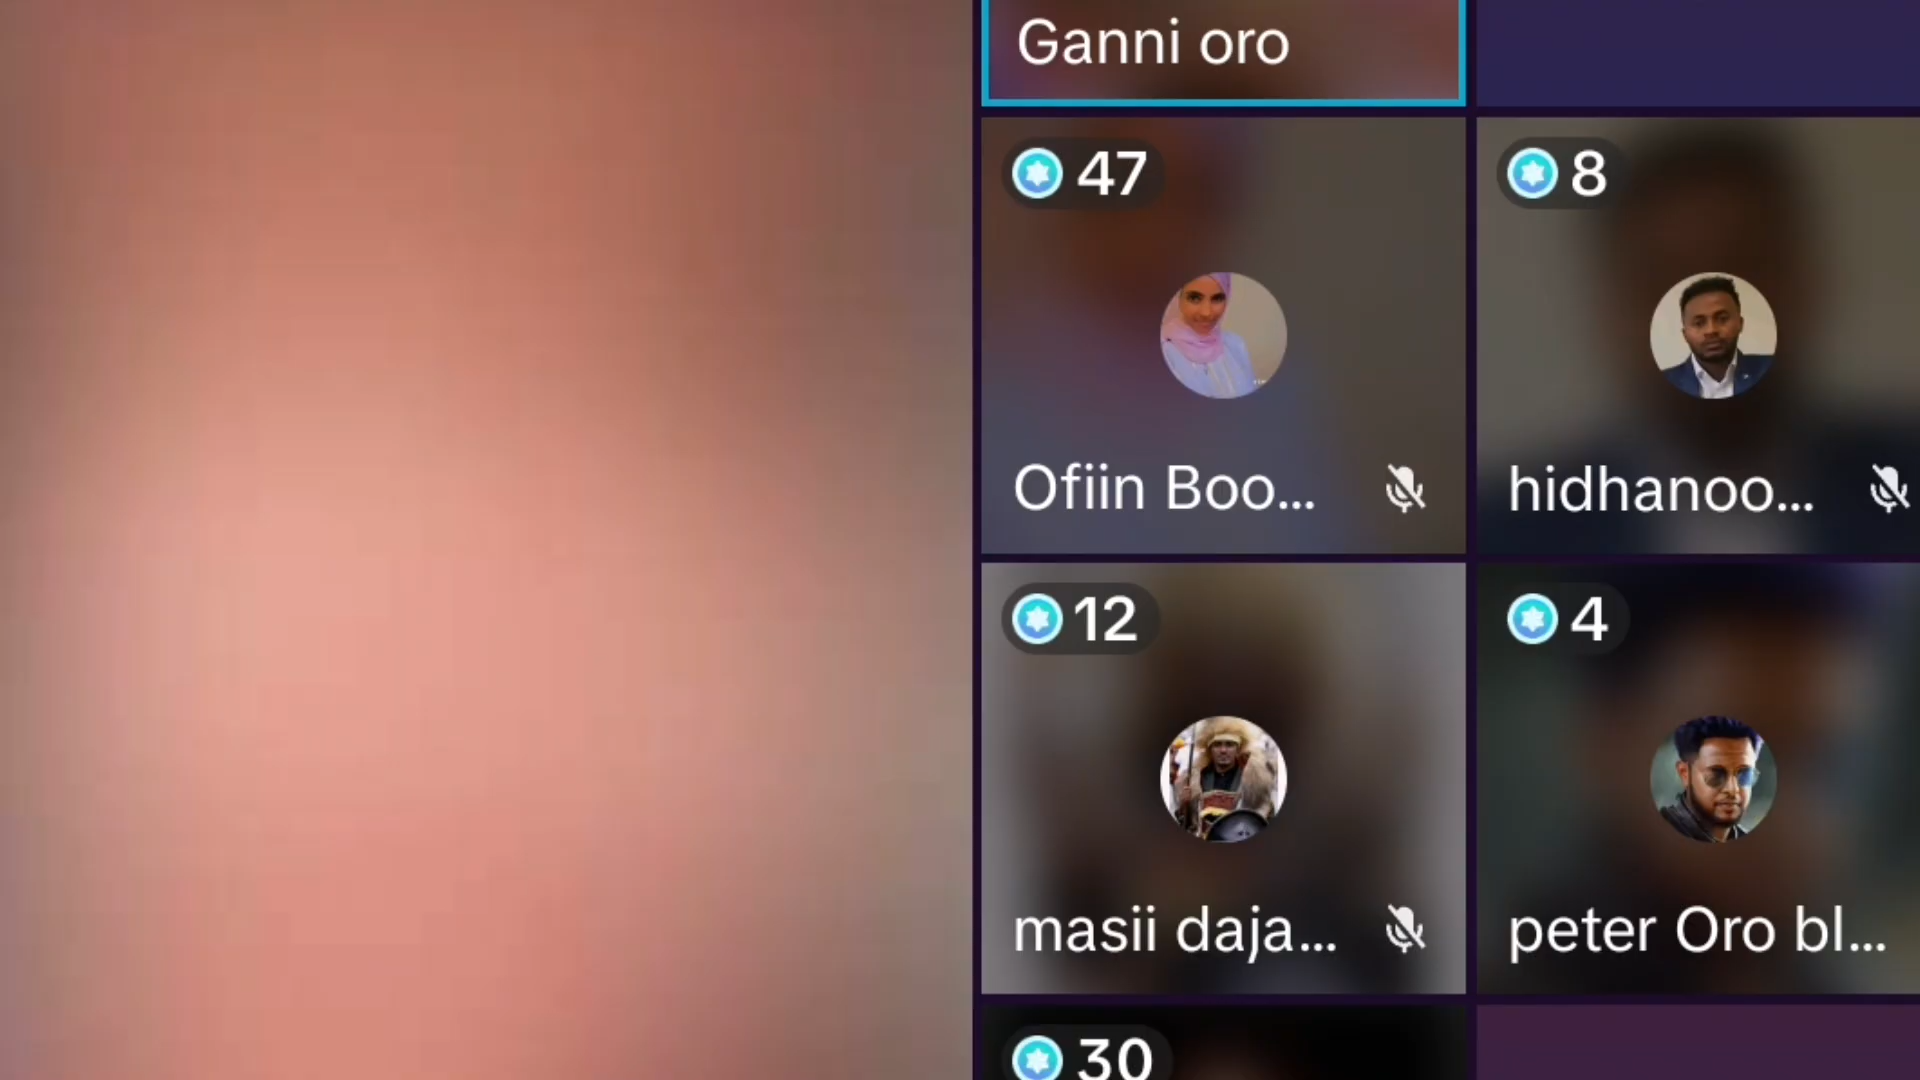 Ganni oro
47
8
Ofiin Boo...
hidhanoo...
12
4
masii daja...
peter Oro bl...
30